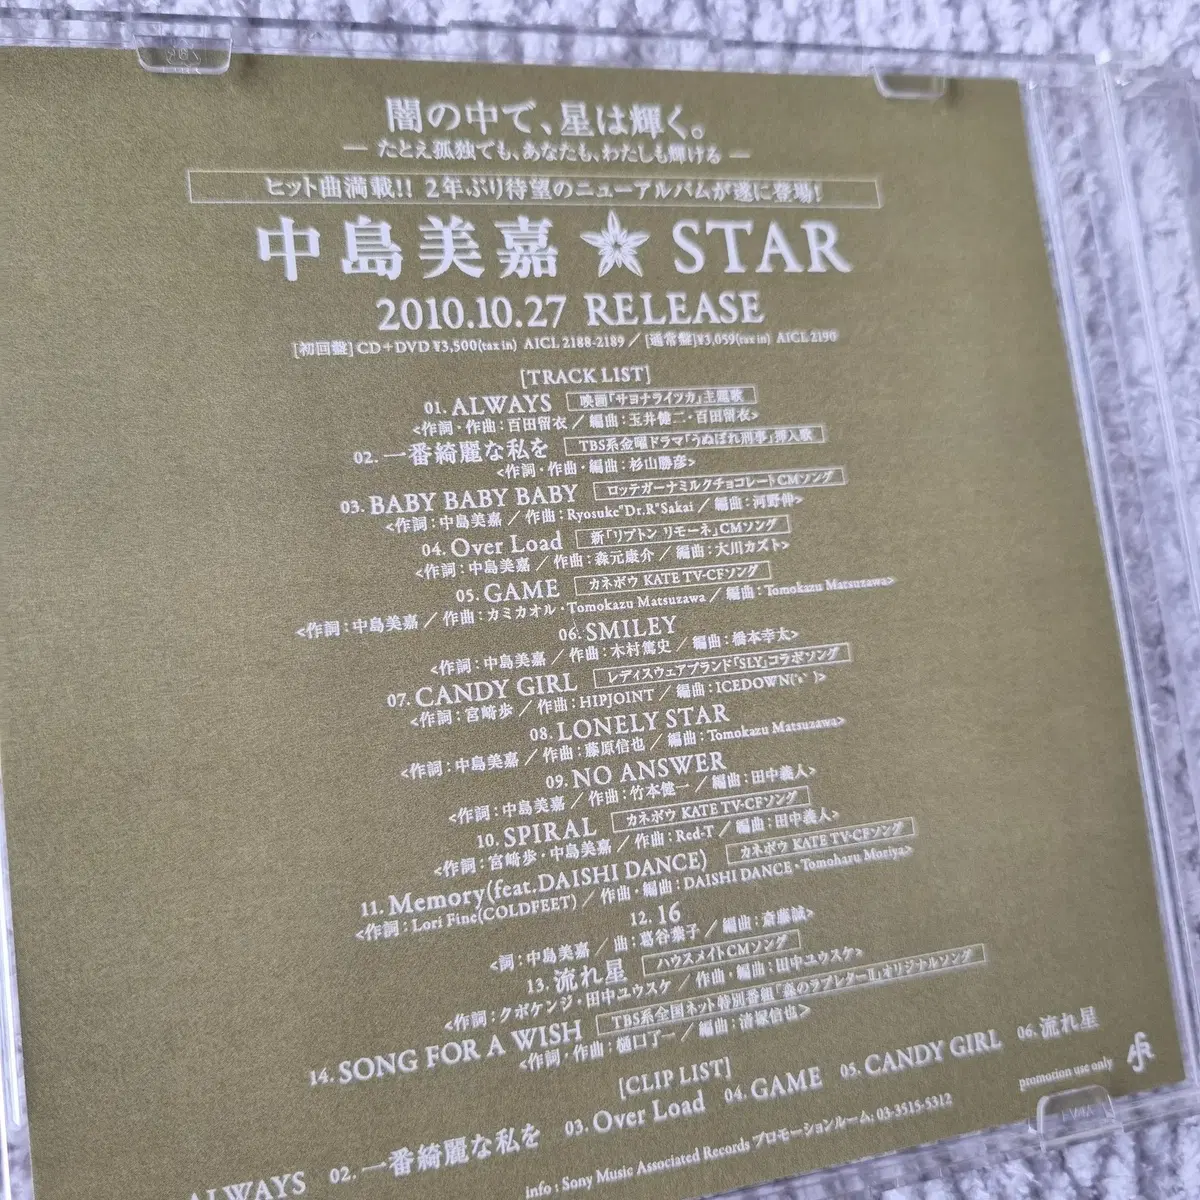 闇の中で、星は輝く。
― たとえ孤独でも、あなたも、わたしも輝ける ―
ヒット曲満載!! 2年ぶり待望のニューアルバムが遂に登場!
中島美嘉 STAR
2010.10.27 RELEASE
[初回盤] CD+DVD ¥3,500(tax in) AICL 2188-2189 / [通常盤] ¥3,059(tax in) AICL 2190
[TRACK LIST]
01. ALWAYS 映画「サヨナライツカ」主題歌
<作詞・作曲:百田留衣 / 編曲:玉井健二・百田留衣>
02. 一番綺麗な私を TBS系金曜ドラマ「うぬぼれ刑事」挿入歌
<作詞・作曲・編曲:杉山勝彦>
03. BABY BABY BABY ロッテガーナミルクチョコレートCMソング
<作詞:中島美嘉 / 作曲:Ryosuke"Dr.R"Sakai / 編曲:河野伸>
04. Over Load 新「リプトン リモーネ」CMソング
<作詞:中島美嘉 / 作曲:森元康介 / 編曲:大川カズト>
05. GAME カネボウ KATE TV-CFソング
<作詞:中島美嘉 / 作曲:カミカオル・Tomokazu Matsuzawa / 編曲:Tomokazu Matsuzawa>
06. SMILEY
<作詞:中島美嘉 / 作曲:木村篤史 / 編曲:橋本幸太>
07. CANDY GIRL レディスウェアブランド「SLY」コラボソング
<作詞:宮﨑歩 / 作曲:HIPJOINT / 編曲:ICEDOWN( )>
08. LONELY STAR
<作詞:中島美嘉 / 作曲:藤原信也 / 編曲:Tomokazu Matsuzawa>
09. NO ANSWER
<作詞:中島美嘉 / 作曲:竹本健一 / 編曲:田中義人>
10. SPIRAL カネボウ KATE TV-CFソング
<作詞:宮﨑歩・中島美嘉 / 作曲:Red-T / 編曲:田中義人>
11. Memory(feat.DAISHI DANCE) カネボウ KATE TV-CFソング
<作詞:Lori Fine(COLDFEET) / 作曲・編曲:DAISHI DANCE・Tomoharu Moriya>
12. 16
<詞:中島美嘉 / 曲:葛谷葉子 / 編曲:斎藤誠>
13. 流れ星 ハウスメイトCMソング
<作詞:クボケンジ・田中ユウスケ / 作曲・編曲:田中ユウスケ>
14. SONG FOR A WISH TBS系全国ネット特別番組「森のラブレターII」オリジナルソング
<作詞・作曲:樋口了一 / 編曲:清塚信也>
[CLIP LIST]
ALWAYS 02. 一番綺麗な私を 03. Over Load 04. GAME 05. CANDY GIRL 06. 流れ星
info : Sony Music Associated Records プロモーションルーム: 03-3515-5312
promotion use only